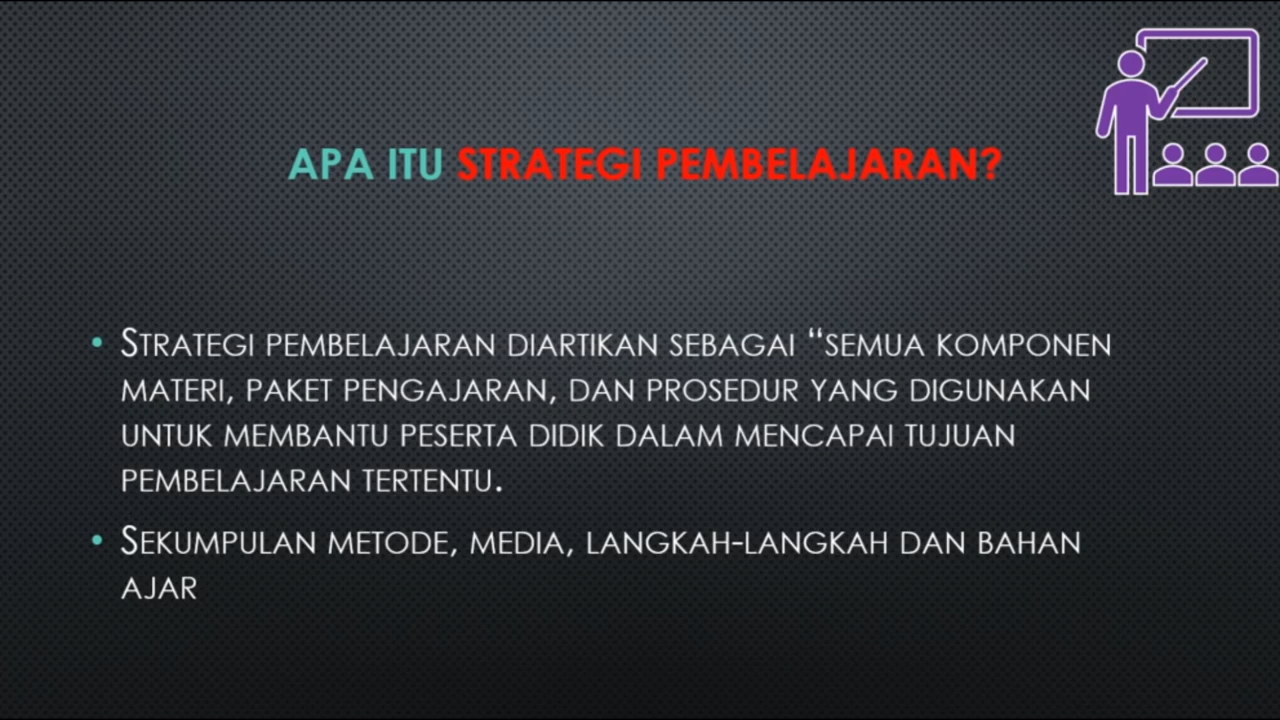 APA ITU STRATEGI PEMBELAJARAN?
• STRATEGI PEMBELAJARAN DIARTIKAN SEBAGAI “SEMUA KOMPONEN
MATERI, PAKET PENGAJARAN, DAN PROSEDUR YANG DIGUNAKAN
UNTUK MEMBANTU PESERTA DIDIK DALAM MENCAPAI TUJUAN
PEMBELAJARAN TERTENTU.
• SEKUMPULAN METODE, MEDIA, LANGKAH-LANGKAH DAN BAHAN
AJAR